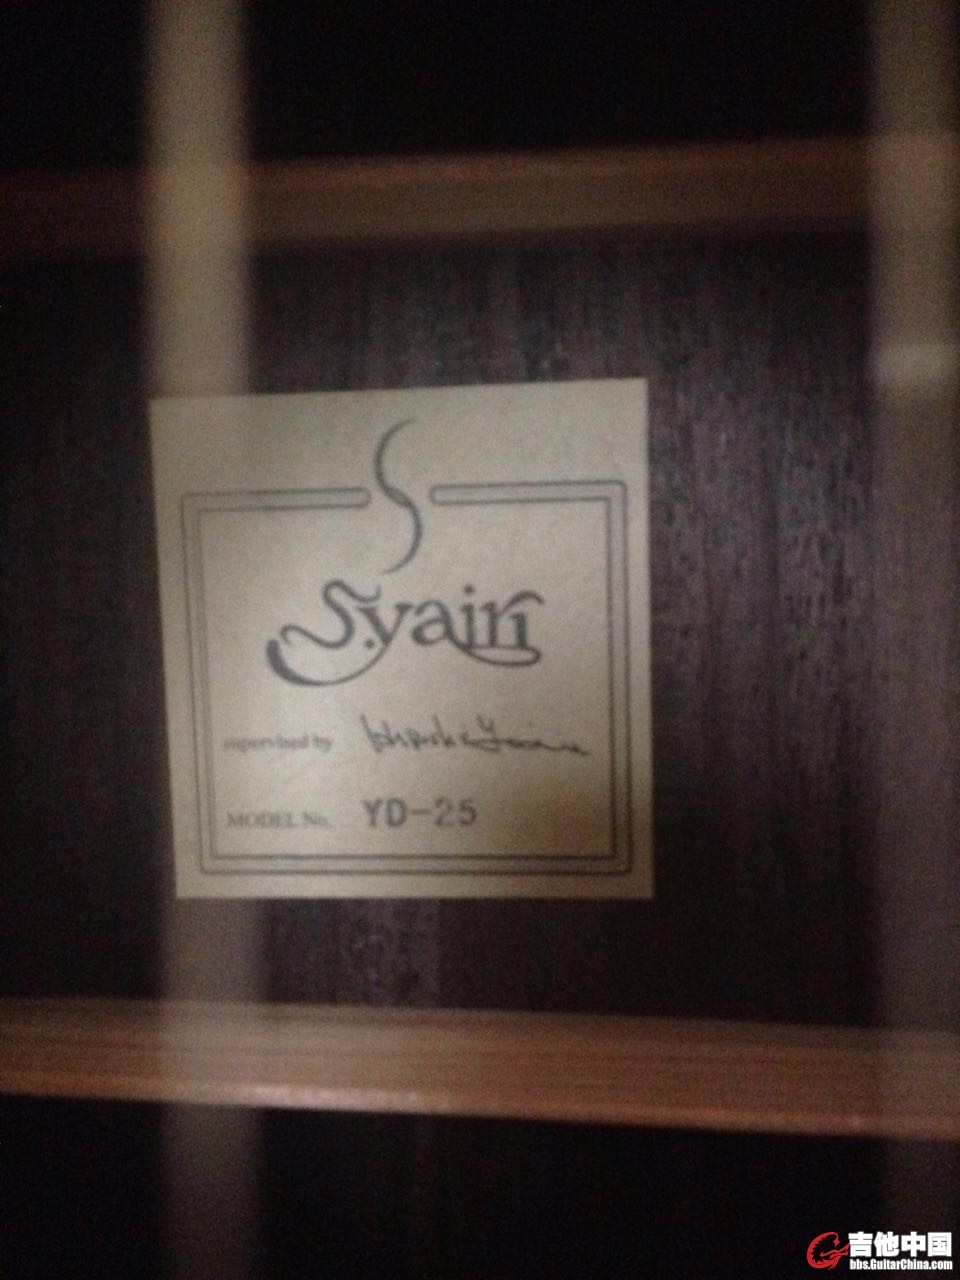 S.yairi
supervised by
MODEL No. YD-25
吉他中国
bbs.GuitarChina.com